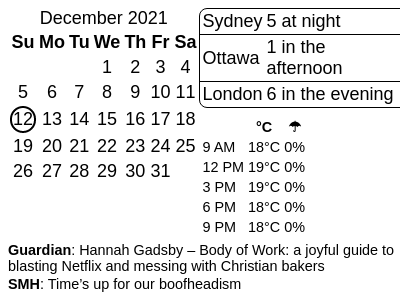 December 2021
Su Mo Tu We Th Fr Sa
1 2 3 4
5 6 7 8 9 10 11
12 13 14 15 16 17 18
19 20 21 22 23 24 25
26 27 28 29 30 31
Sydney 5 at night
Ottawa 1 in the
afternoon
London 6 in the evening
°C ☂
9 AM 18°C 0%
12 PM 19°C 0%
3 PM 19°C 0%
6 PM 18°C 0%
9 PM 18°C 0%
Guardian: Hannah Gadsby – Body of Work: a joyful guide to
blasting Netflix and messing with Christian bakers
SMH: Time’s up for our boofheadism